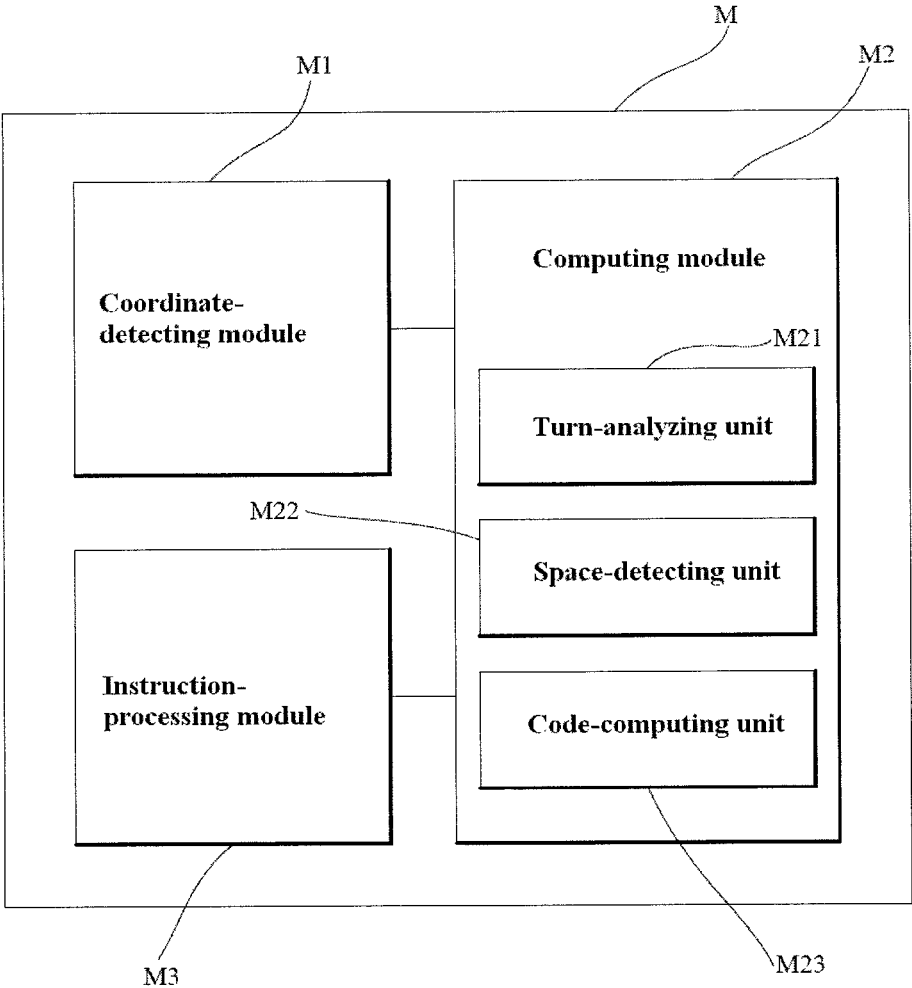 M
M1
M2
Computing module
Coordinate-
detecting module
M21
Turn-analyzing unit
M22
Space-detecting unit
Instruction-
processing module
Code-computing unit
M23
M3